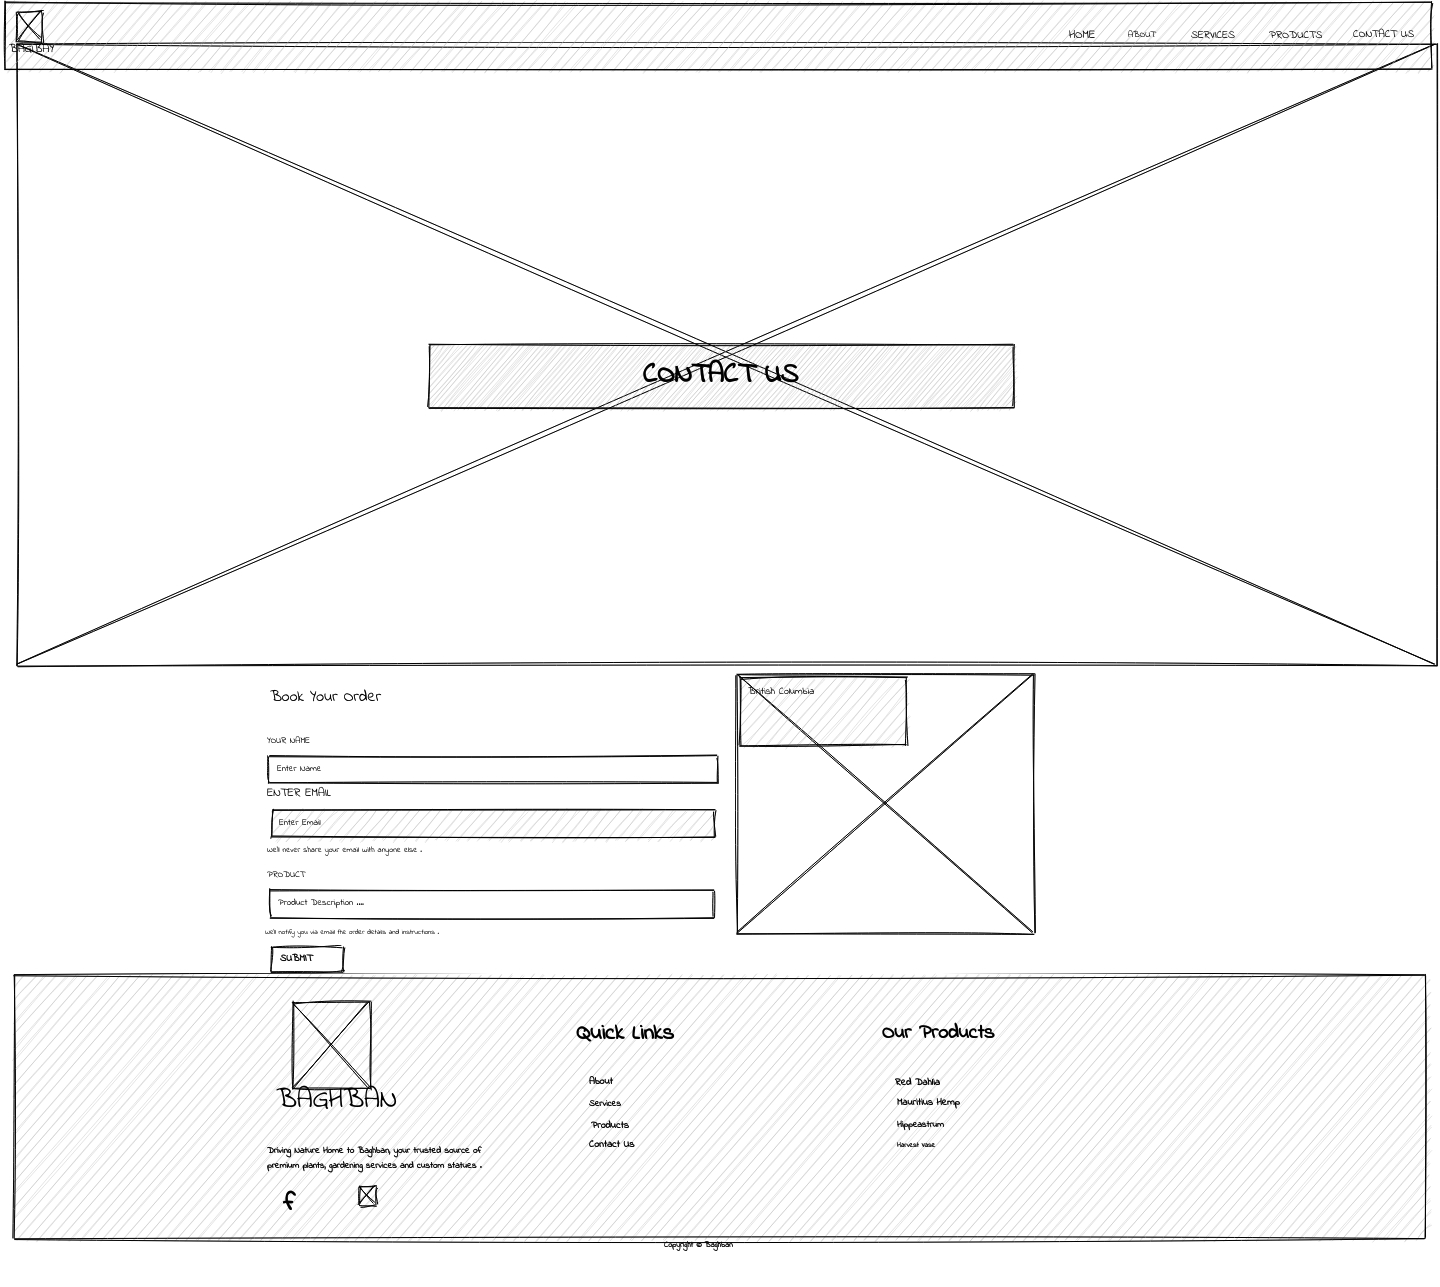 BAGBAHY
HOME ABOUT SERVICES PRODUCTS CONTACT US
CONTACT US
Book Your Order
British Columbia
YOUR NAME
Enter Name
ENTER EMAIL
Enter Email
We'll never share your email with anyone else .
PRODUCT
Product Description ....
We'll notify you via email the order details and instructions .
SUBMIT
BAGHBAN
Driving Nature Home to Baghban, your trusted source of
premium plants, gardening services and custom statues .
f
Quick Links
About
Services
Products
Contact Us
Our Products
Red Dahlia
Mauritius Hemp
Hippeastrum
Harvest Vase
Copyright © Baghban